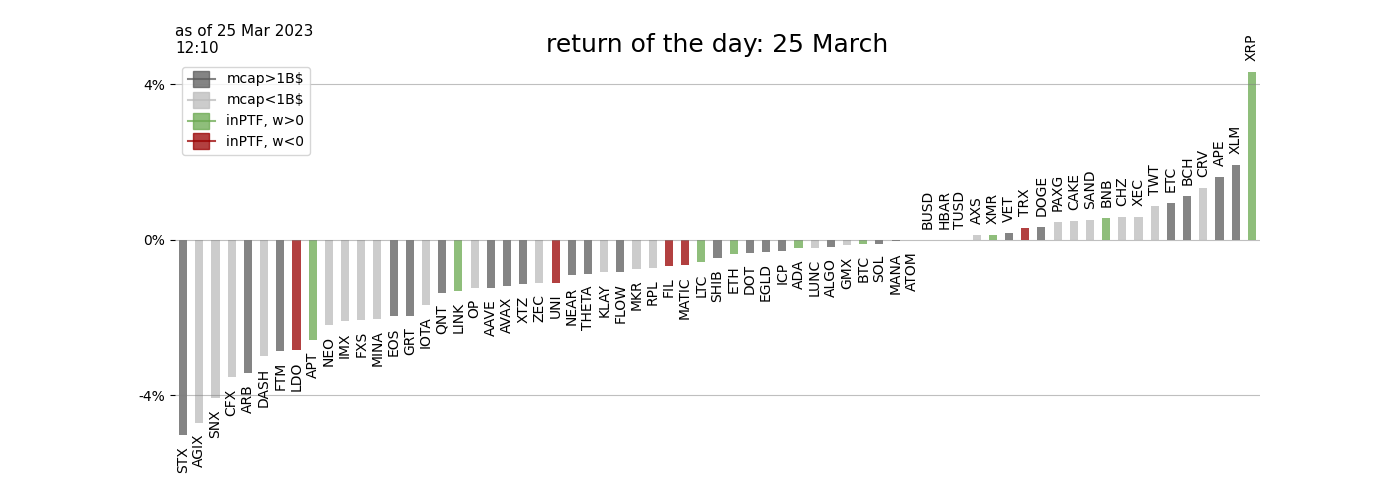 as of 25 Mar 2023
12:10
return of the day: 25 March
mcap>1B$
mcap<1B$
inPTF, w>0
inPTF, w<0
4%
0%
-4%
STX
AGIX
SNX
CFX
ARB
DASH
FTM
LDO
APT
NEO
IMX
FXS
MINA
EOS
GRT
IOTA
QNT
LINK
OP
AAVE
AVAX
XTZ
ZEC
UNI
NEAR
THETA
KLAY
FLOW
MKR
RPL
FIL
MATIC
LTC
SHIB
ETH
DOT
EGLD
ICP
ADA
LUNC
ALGO
GMX
BTC
SOL
MANA
ATOM
BUSD
HBAR
TUSD
AXS
XMR
VET
TRX
DOGE
PAXG
CAKE
SAND
BNB
CHZ
XEC
TWT
ETC
BCH
CRV
APE
XLM
XRP